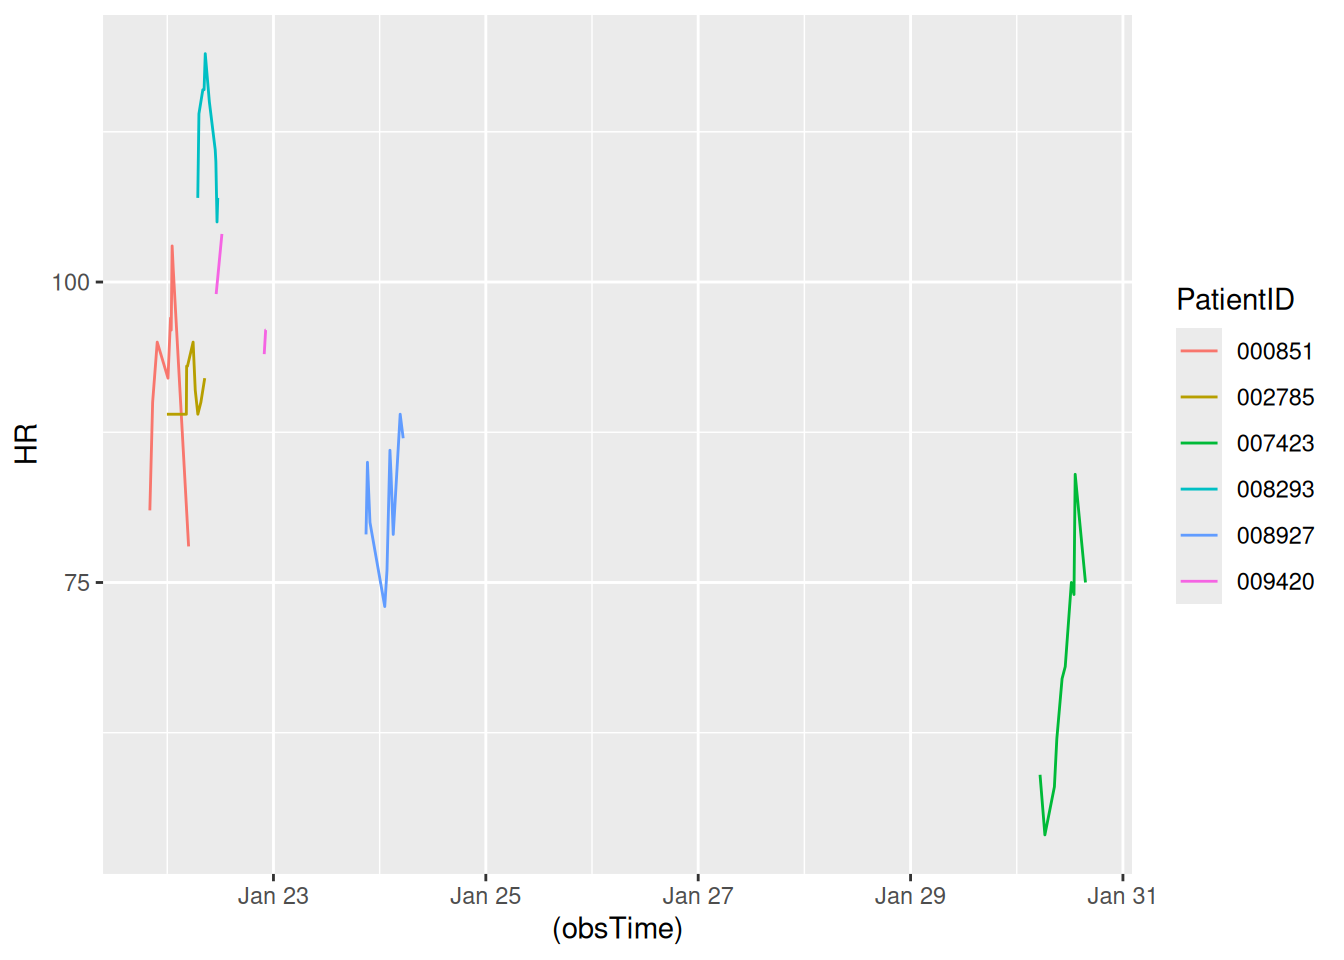 HR
100
75
Jan 23
Jan 25
Jan 27
Jan 29
Jan 31
(obsTime)
PatientID
000851
002785
007423
008293
008927
009420